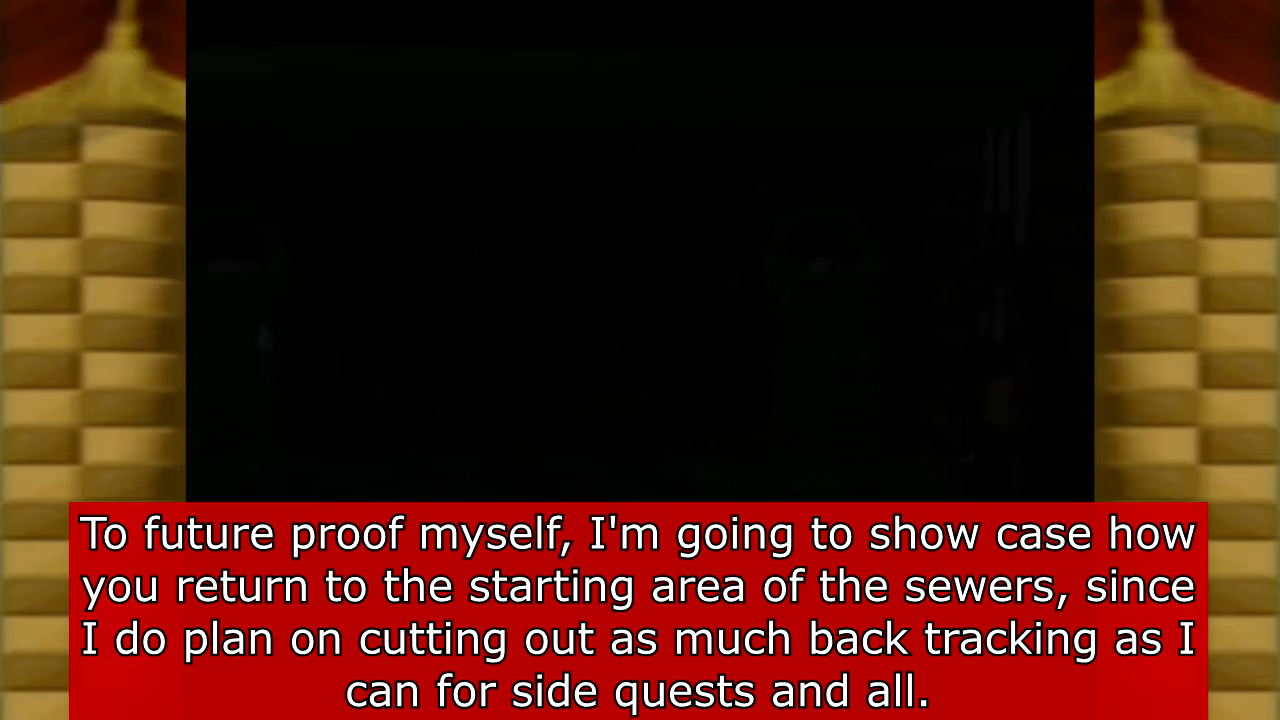 To future proof myself, I'm going to show case how
you return to the starting area of the sewers, since
I do plan on cutting out as much back tracking as I
can for side quests and all.